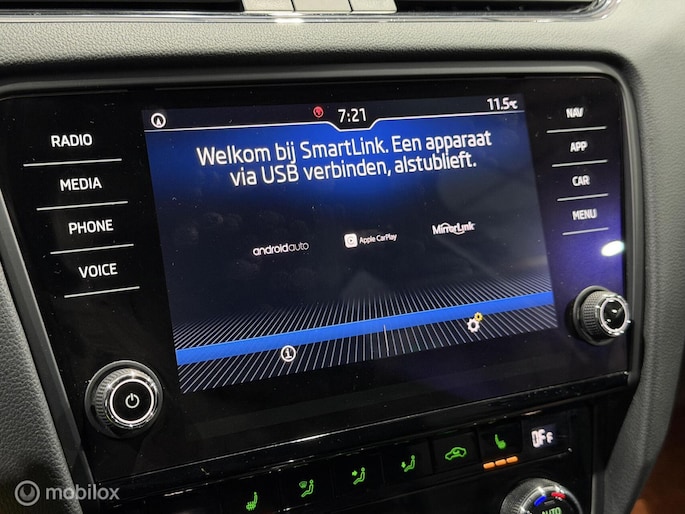 7:21
11.5°C
Welkom bij SmartLink. Een apparaat
via USB verbinden, alstublieft.
androidauto
Apple CarPlay
MirrorLink
RADIO
MEDIA
PHONE
VOICE
NAV
APP
CAR
MENU
OFF
AUTO
mobilox